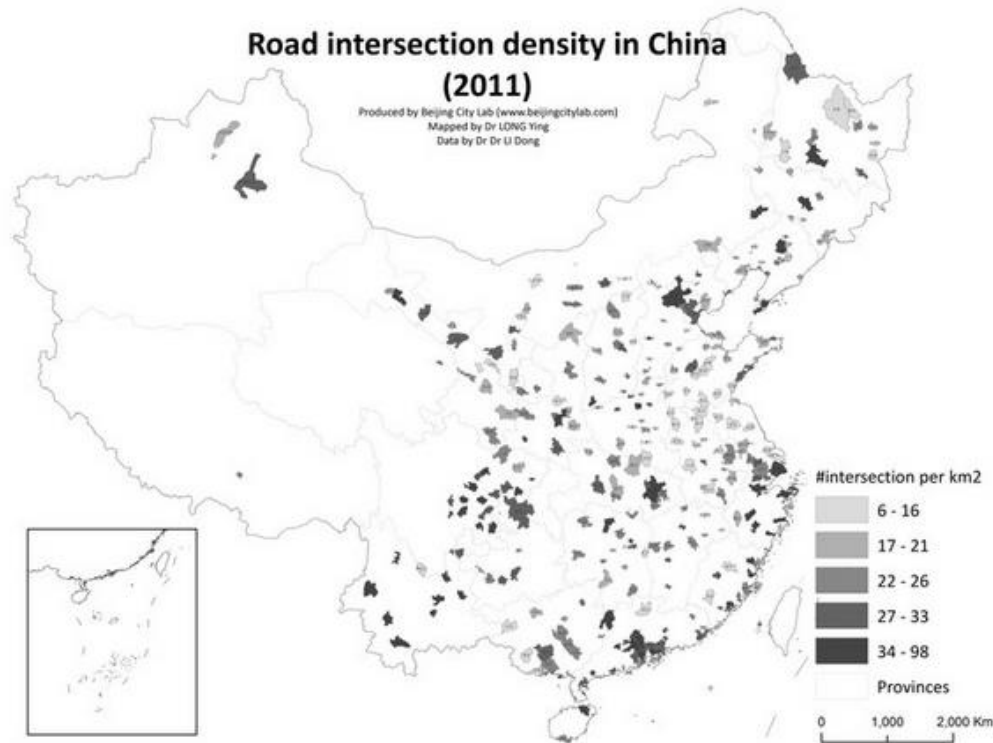 Road intersection density in China
(2011)
Produced by Beijing City Lab (www.beijingcitylab.com)
Mapped by Dr LONG Ying
Data by Dr Dr LI Dong
#intersection per km2
6 - 16
17 - 21
22 - 26
27 - 33
34 - 98
Provinces
0 1,000 2,000 Km